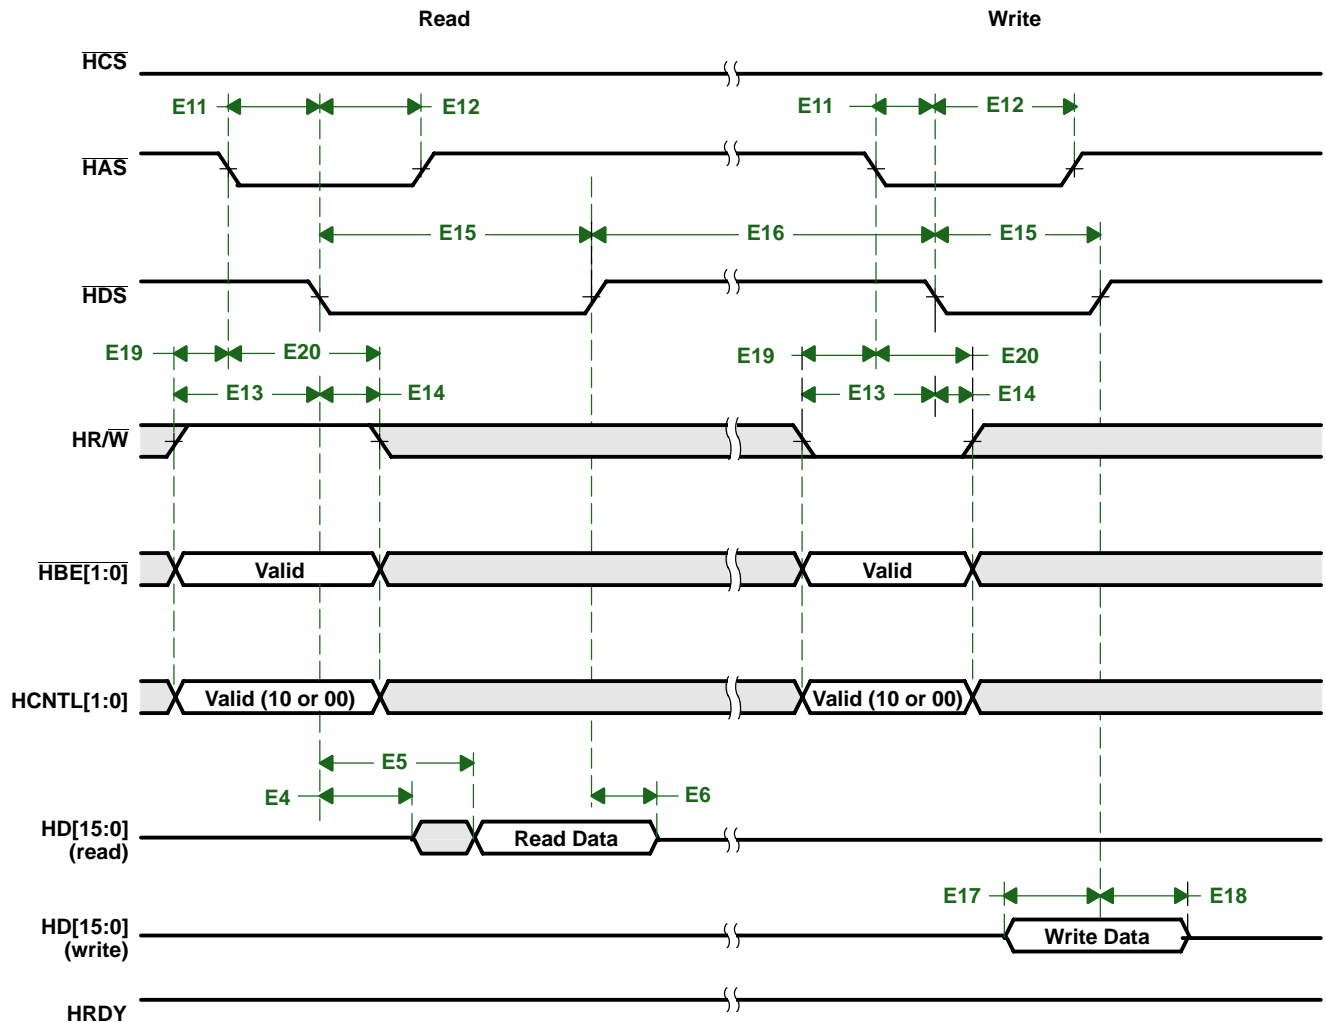 Read Write
HCS
E11 E12 E11 E12
HAS
E15 E16 E15
HDS
E19 E20 E19 E20
E13 E14 E13 E14
HR/W
HBE[1:0] Valid Valid
HCNTL[1:0] Valid (10 or 00) Valid (10 or 00)
E5
E4 E6
HD[15:0]
(read) Read Data
E17 E18
HD[15:0]
(write) Write Data
HRDY